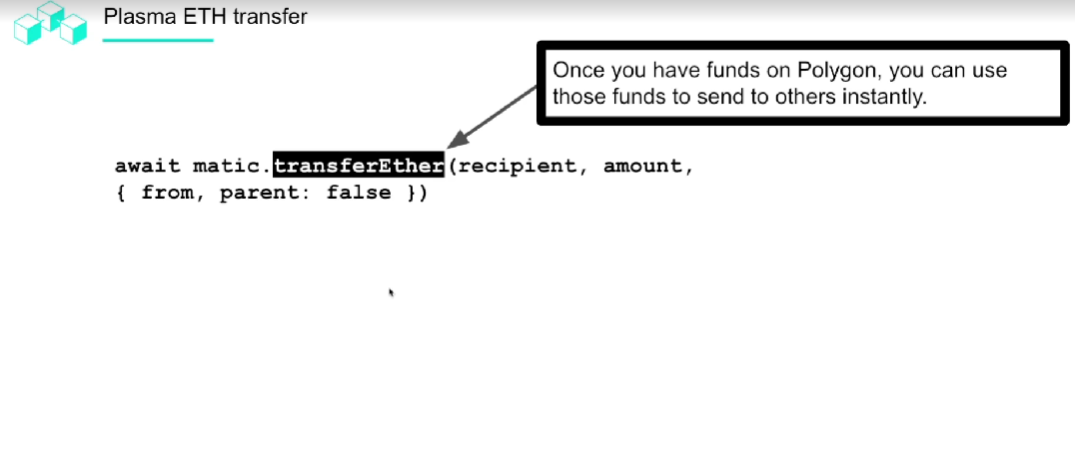 Plasma ETH transfer
Once you have funds on Polygon, you can use
those funds to send to others instantly.
await matic.transferEther(recipient, amount,
{ from, parent: false })